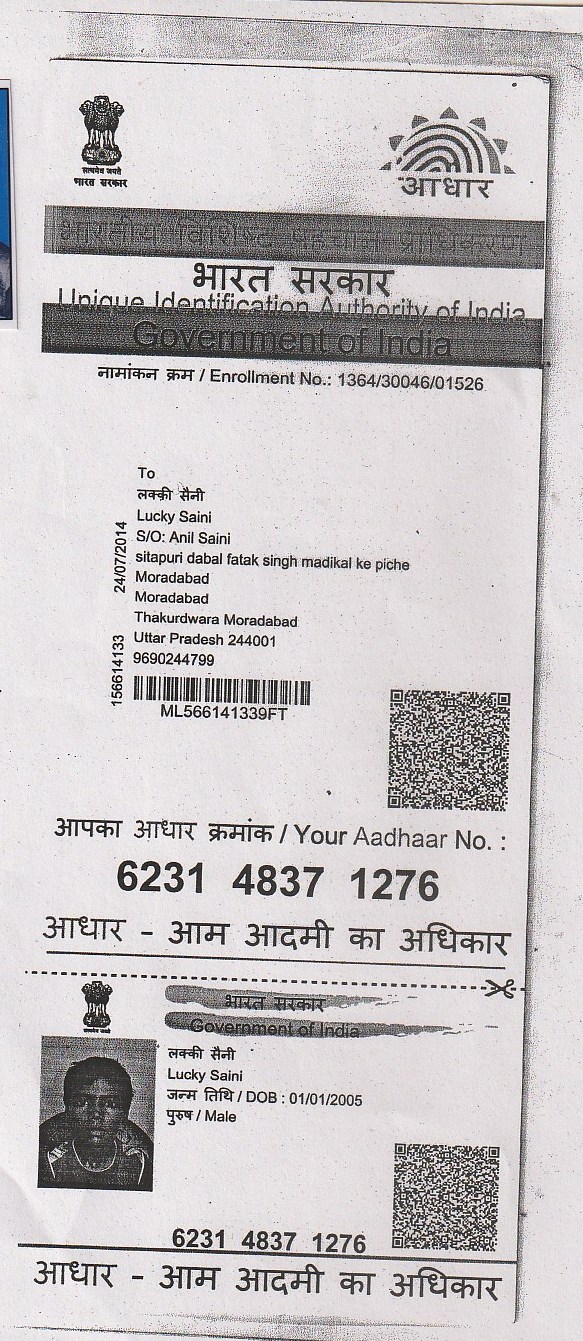 सत्यमेव जयते
भारत सरकार
आधार
भारतीय विशिष्ट पहचान प्राधिकरण
भारत सरकार
Unique Identification Authority of India
Government of India
नामांकन क्रम / Enrollment No.: 1364/30046/01526
To
लक्की सैनी
Lucky Saini
S/O: Anil Saini
sitapuri dabal fatak singh madikal ke piche
Moradabad
Moradabad
Thakurdwara Moradabad
Uttar Pradesh 244001
9690244799
24/07/2014
156614133
ML566141339FT
आपका आधार क्रमांक / Your Aadhaar No. :
6231 4837 1276
आधार - आम आदमी का अधिकार
भारत सरकार
Government of India
लक्की सैनी
Lucky Saini
जन्म तिथि / DOB : 01/01/2005
पुरुष / Male
6231 4837 1276
आधार - आम आदमी का अधिकार